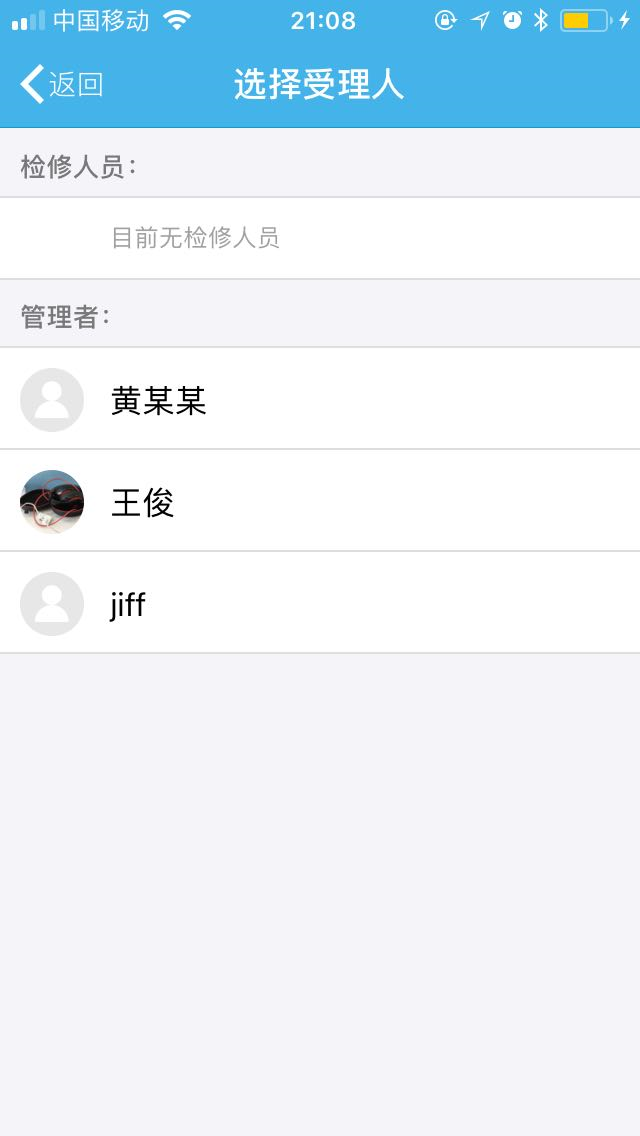 中国移动 21:08
返回 选择受理人
检修人员：
目前无检修人员
管理者：
黄某某
王俊
jiff